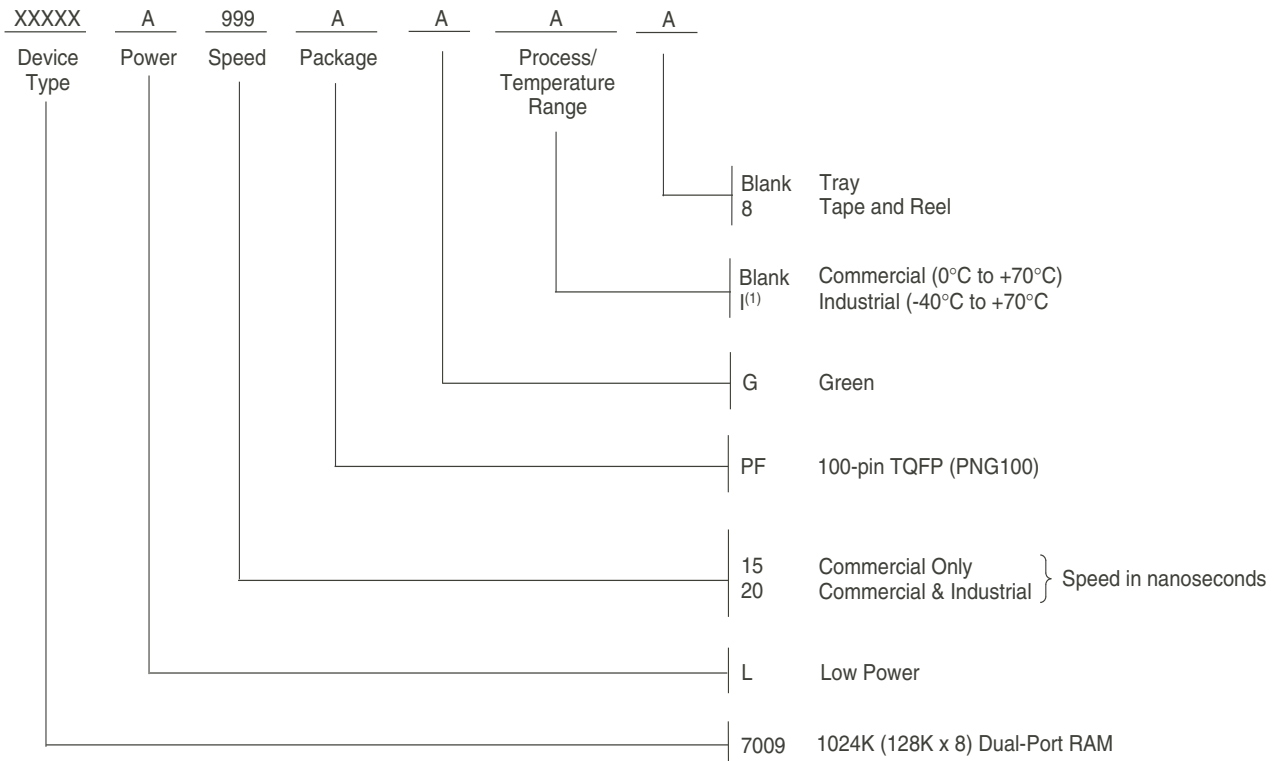 XXXXX A 999 A A A A
Device Type Power Speed Package Process/ Temperature Range
Blank Tray
8 Tape and Reel
Blank Commercial (0°C to +70°C)
I(1) Industrial (-40°C to +70°C
G Green
PF 100-pin TQFP (PNG100)
15 Commercial Only
20 Commercial & Industrial
Speed in nanoseconds
L Low Power
7009 1024K (128K x 8) Dual-Port RAM